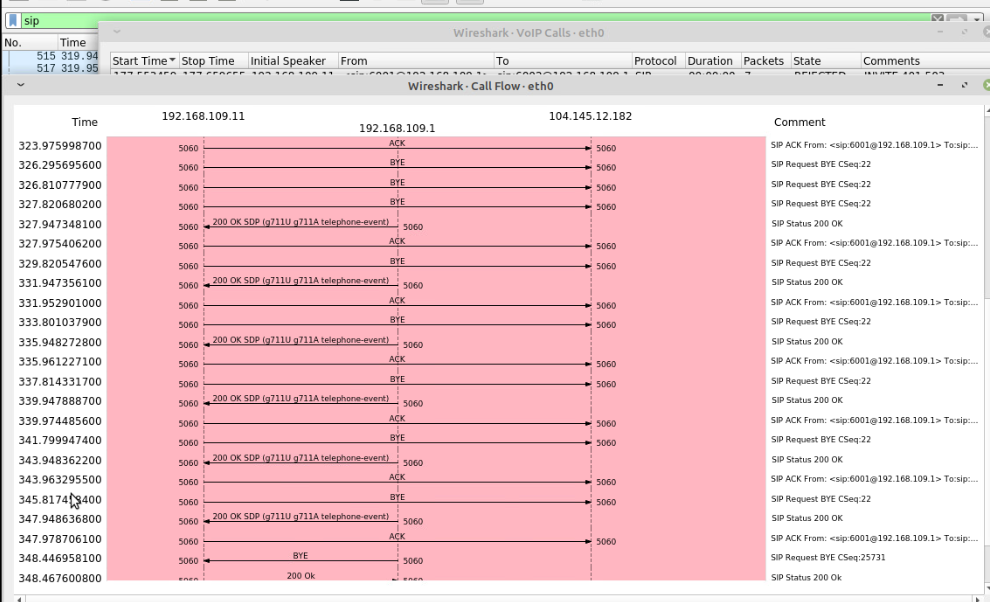 sip
Wireshark · VoIP Calls · eth0
No. Time
515 319.94
517 319.95
Start Time Stop Time Initial Speaker From To Protocol Duration Packets State Comments
Wireshark · Call Flow · eth0
Time 192.168.109.11 192.168.109.1 104.145.12.182 Comment
323.975998700 5060 ACK 5060 SIP ACK From: <sip:6001@192.168.109.1> To:sip:...
326.295695600 5060 BYE 5060 SIP Request BYE CSeq:22
326.810777900 5060 BYE 5060 SIP Request BYE CSeq:22
327.820680200 5060 BYE 5060 SIP Request BYE CSeq:22
327.947348100 5060 200 OK SDP (g711U g711A telephone-event) 5060 SIP Status 200 OK
327.975406200 5060 ACK 5060 SIP ACK From: <sip:6001@192.168.109.1> To:sip:...
329.820547600 5060 BYE 5060 SIP Request BYE CSeq:22
331.947356100 5060 200 OK SDP (g711U g711A telephone-event) 5060 SIP Status 200 OK
331.952901000 5060 ACK 5060 SIP ACK From: <sip:6001@192.168.109.1> To:sip:...
333.801037900 5060 BYE 5060 SIP Request BYE CSeq:22
335.948272800 5060 200 OK SDP (g711U g711A telephone-event) 5060 SIP Status 200 OK
335.961227100 5060 ACK 5060 SIP ACK From: <sip:6001@192.168.109.1> To:sip:...
337.814331700 5060 BYE 5060 SIP Request BYE CSeq:22
339.947888700 5060 200 OK SDP (g711U g711A telephone-event) 5060 SIP Status 200 OK
339.974485600 5060 ACK 5060 SIP ACK From: <sip:6001@192.168.109.1> To:sip:...
341.799947400 5060 BYE 5060 SIP Request BYE CSeq:22
343.948362200 5060 200 OK SDP (g711U g711A telephone-event) 5060 SIP Status 200 OK
343.963295500 5060 ACK 5060 SIP ACK From: <sip:6001@192.168.109.1> To:sip:...
5060 BYE 5060 SIP Request BYE CSeq:22
347.948636800 5060 200 OK SDP (g711U g711A telephone-event) 5060 SIP Status 200 OK
347.978706100 5060 ACK 5060 SIP ACK From: <sip:6001@192.168.109.1> To:sip:...
348.446958100 5060 BYE 5060 SIP Request BYE CSeq:25731
348.467600800 5060 200 Ok 5060 SIP Status 200 Ok